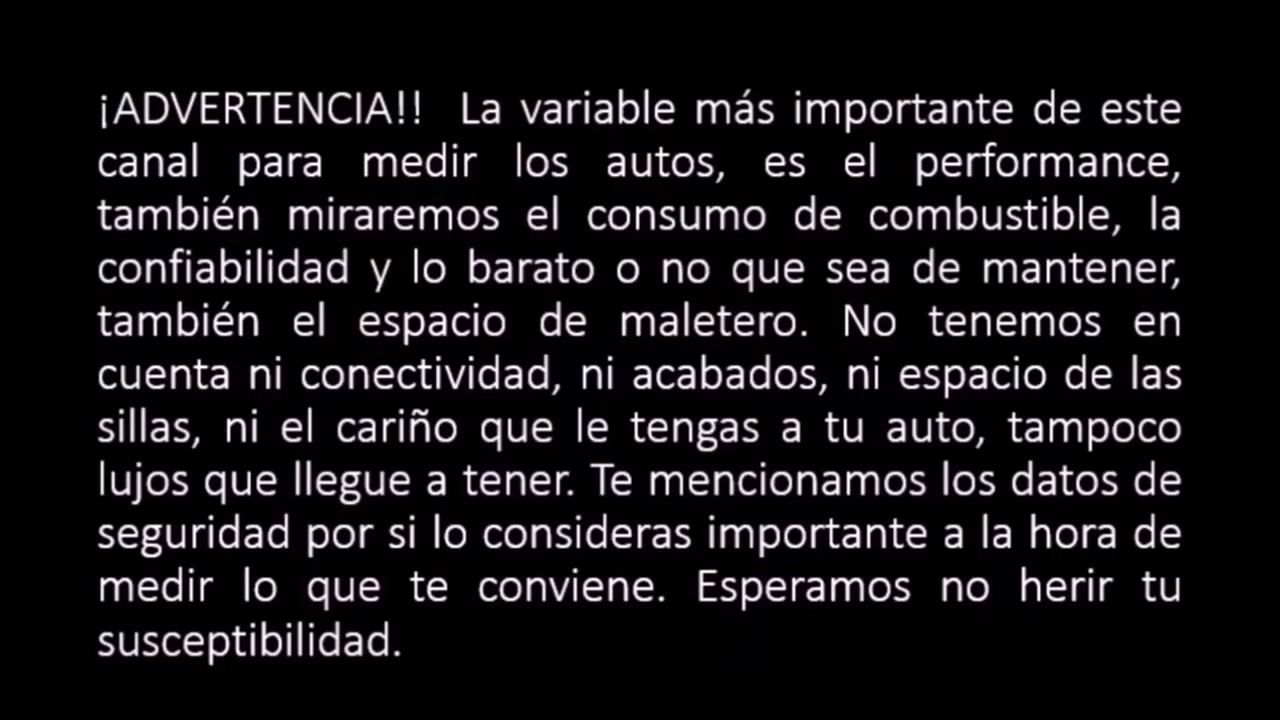 ¡ADVERTENCIA!! La variable más importante de este
canal para medir los autos, es el performance,
también miraremos el consumo de combustible, la
confiabilidad y lo barato o no que sea de mantener,
también el espacio de maletero. No tenemos en
cuenta ni conectividad, ni acabados, ni espacio de las
sillas, ni el cariño que le tengas a tu auto, tampoco
lujos que llegue a tener. Te mencionamos los datos de
seguridad por si lo consideras importante a la hora de
medir lo que te conviene. Esperamos no herir tu
susceptibilidad.